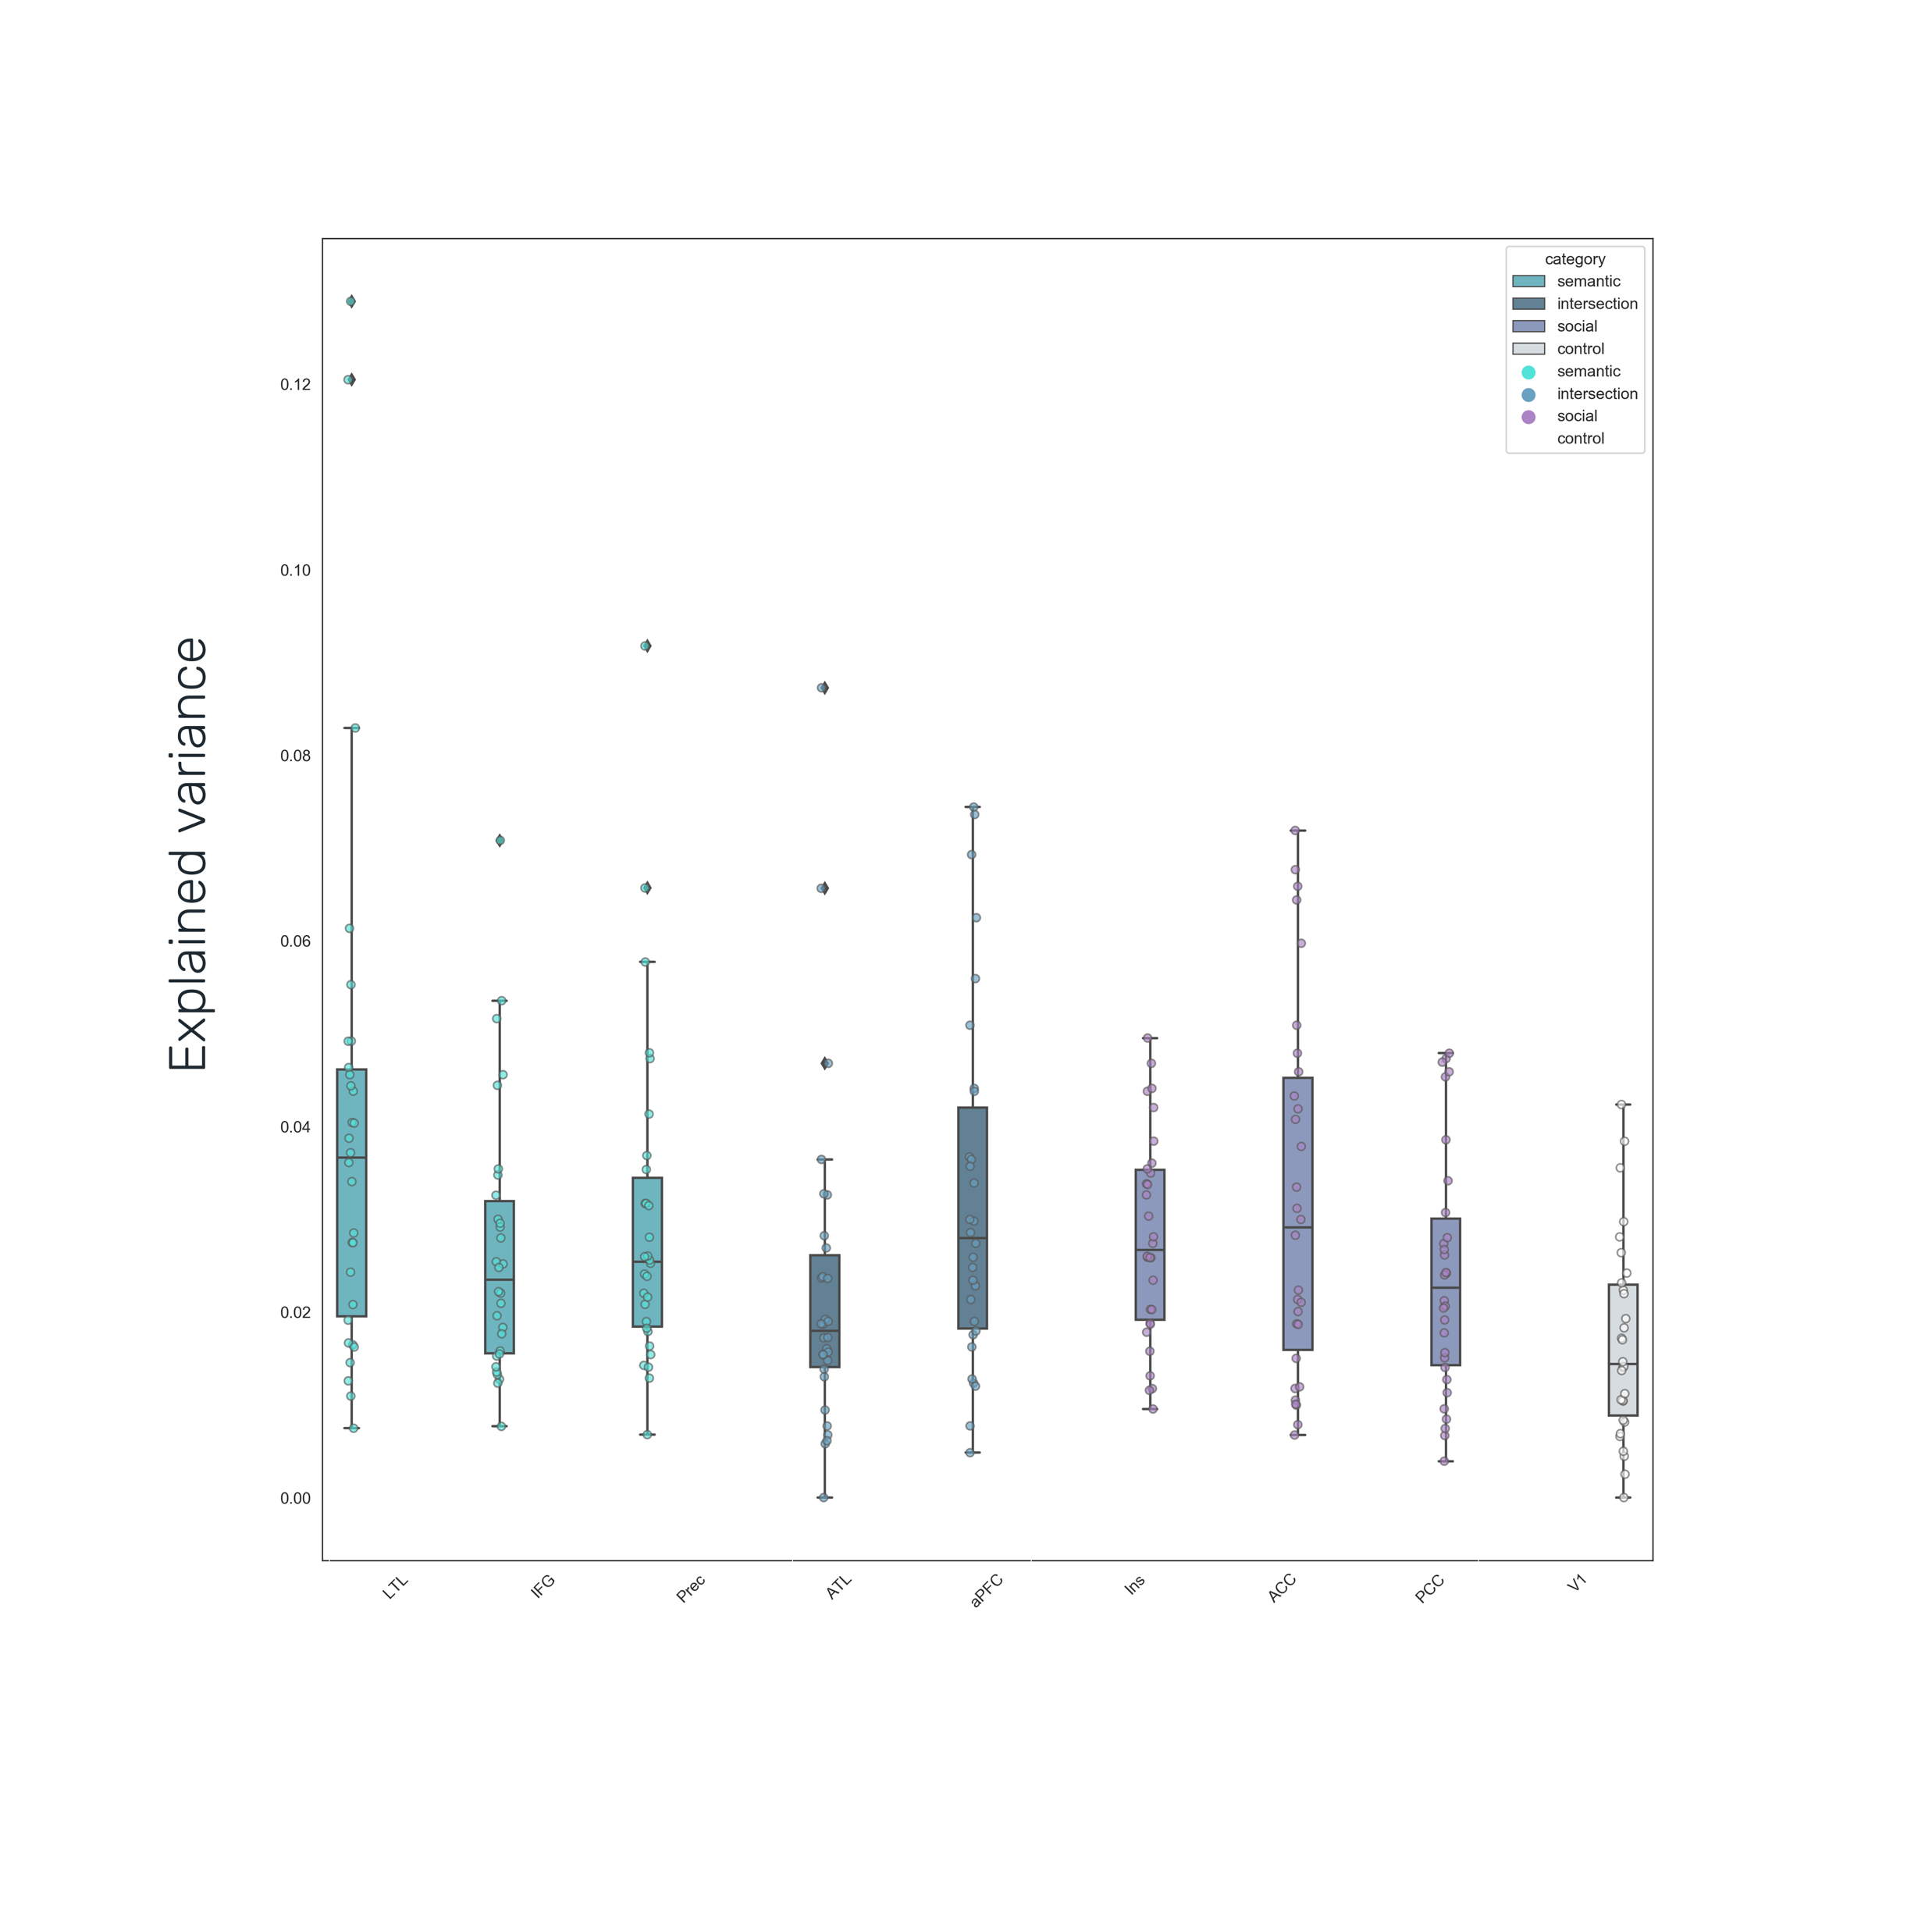 category
semantic
intersection
social
control
semantic
intersection
social
control
Explained variance
0.12
0.10
0.08
0.06
0.04
0.02
0.00
LTL
IFG
Prec
ATL
aPFC
Ins
ACC
PCC
V1